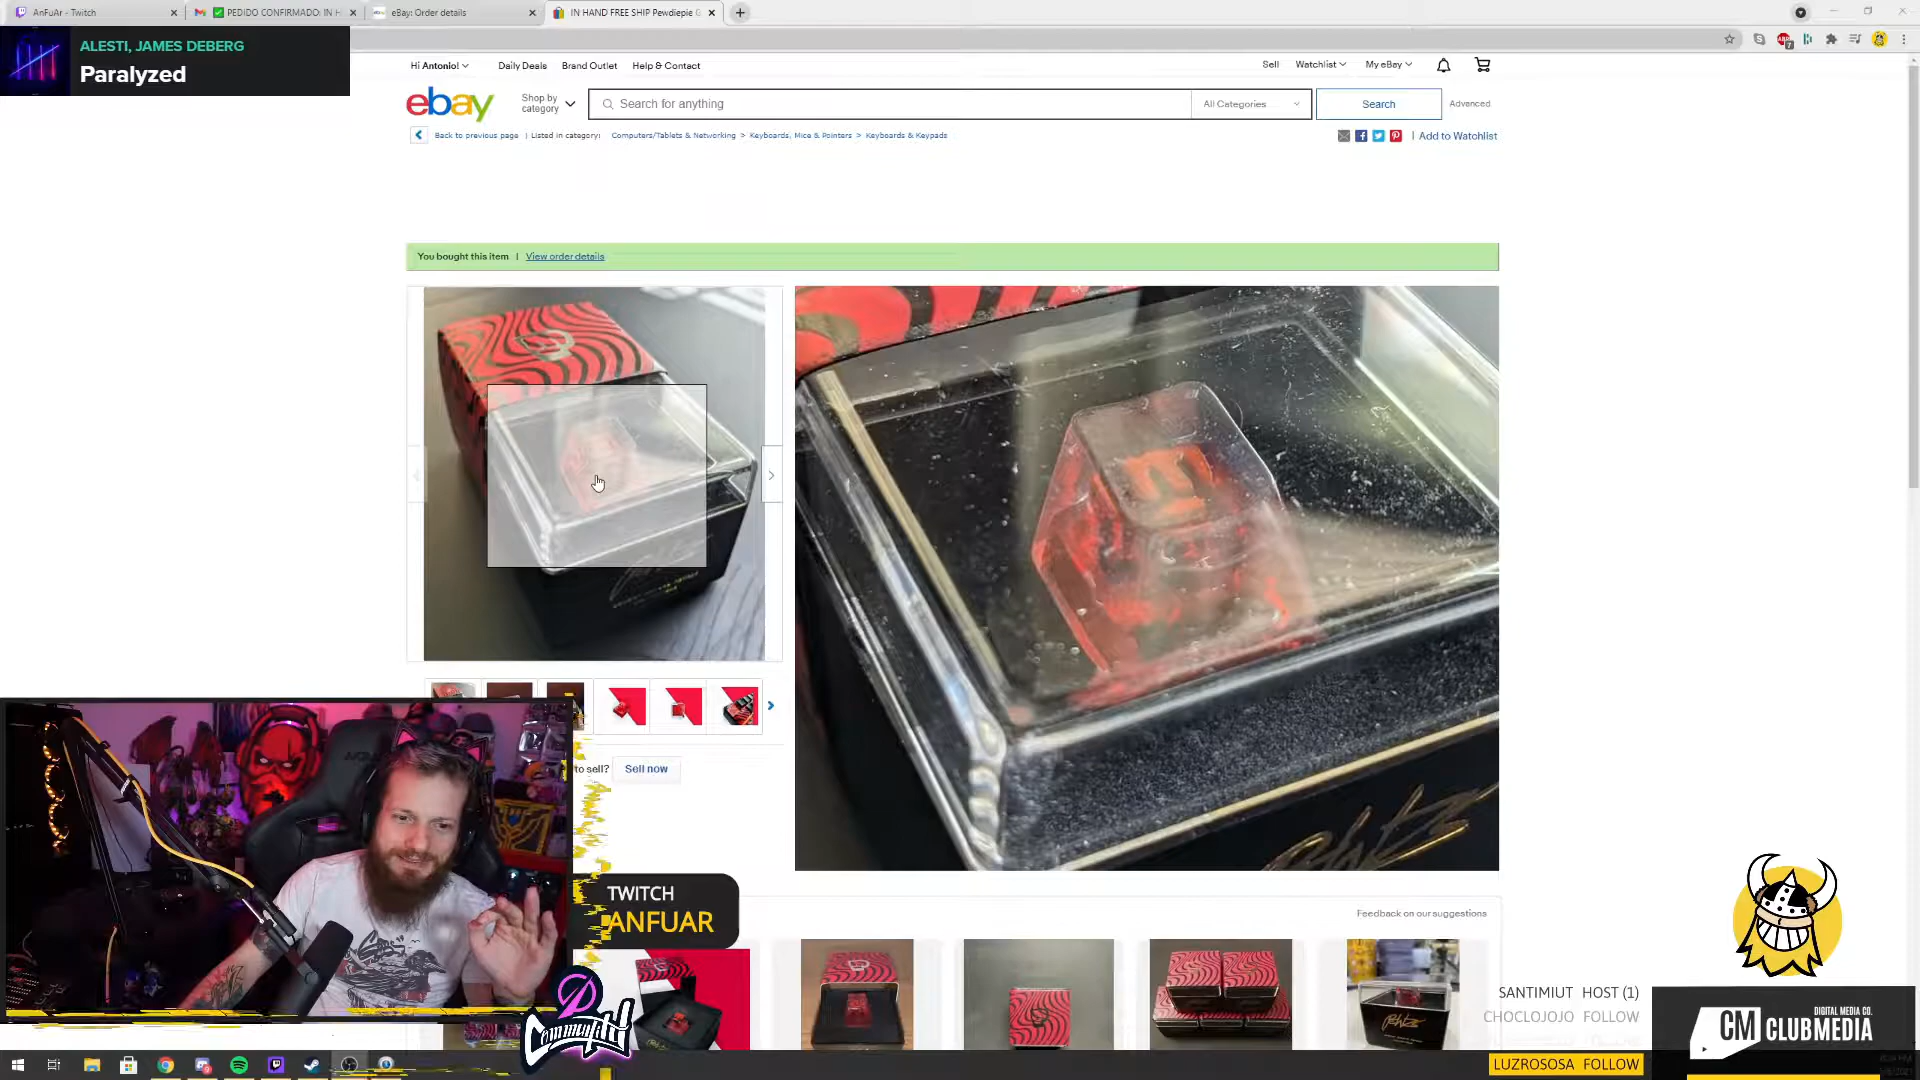 AnFuAr - Twitch
PEDIDO CONFIRMADO: IN H
eBay: Order details
IN HAND FREE SHIP Pewdiepie G
ALESTI, JAMES DEBERG
Paralyzed
Hi Antonio!
Daily Deals
Brand Outlet
Help & Contact
Sell
Watchlist
My eBay
ebay
Shop by category
Search for anything
All Categories
Search
Advanced
Back to previous page | Listed in category: Computers/Tablets & Networking > Keyboards, Mice & Pointers > Keyboards & Keypads
| Add to Watchlist
You bought this item | View order details
to sell? Sell now
TWITCH
ANFUAR
Feedback on our suggestions
SANTIMIUT HOST (1)
CHOCLOJOJO FOLLOW
LUZROSOSA FOLLOW
DIGITAL MEDIA CO.
CM CLUBMEDIA